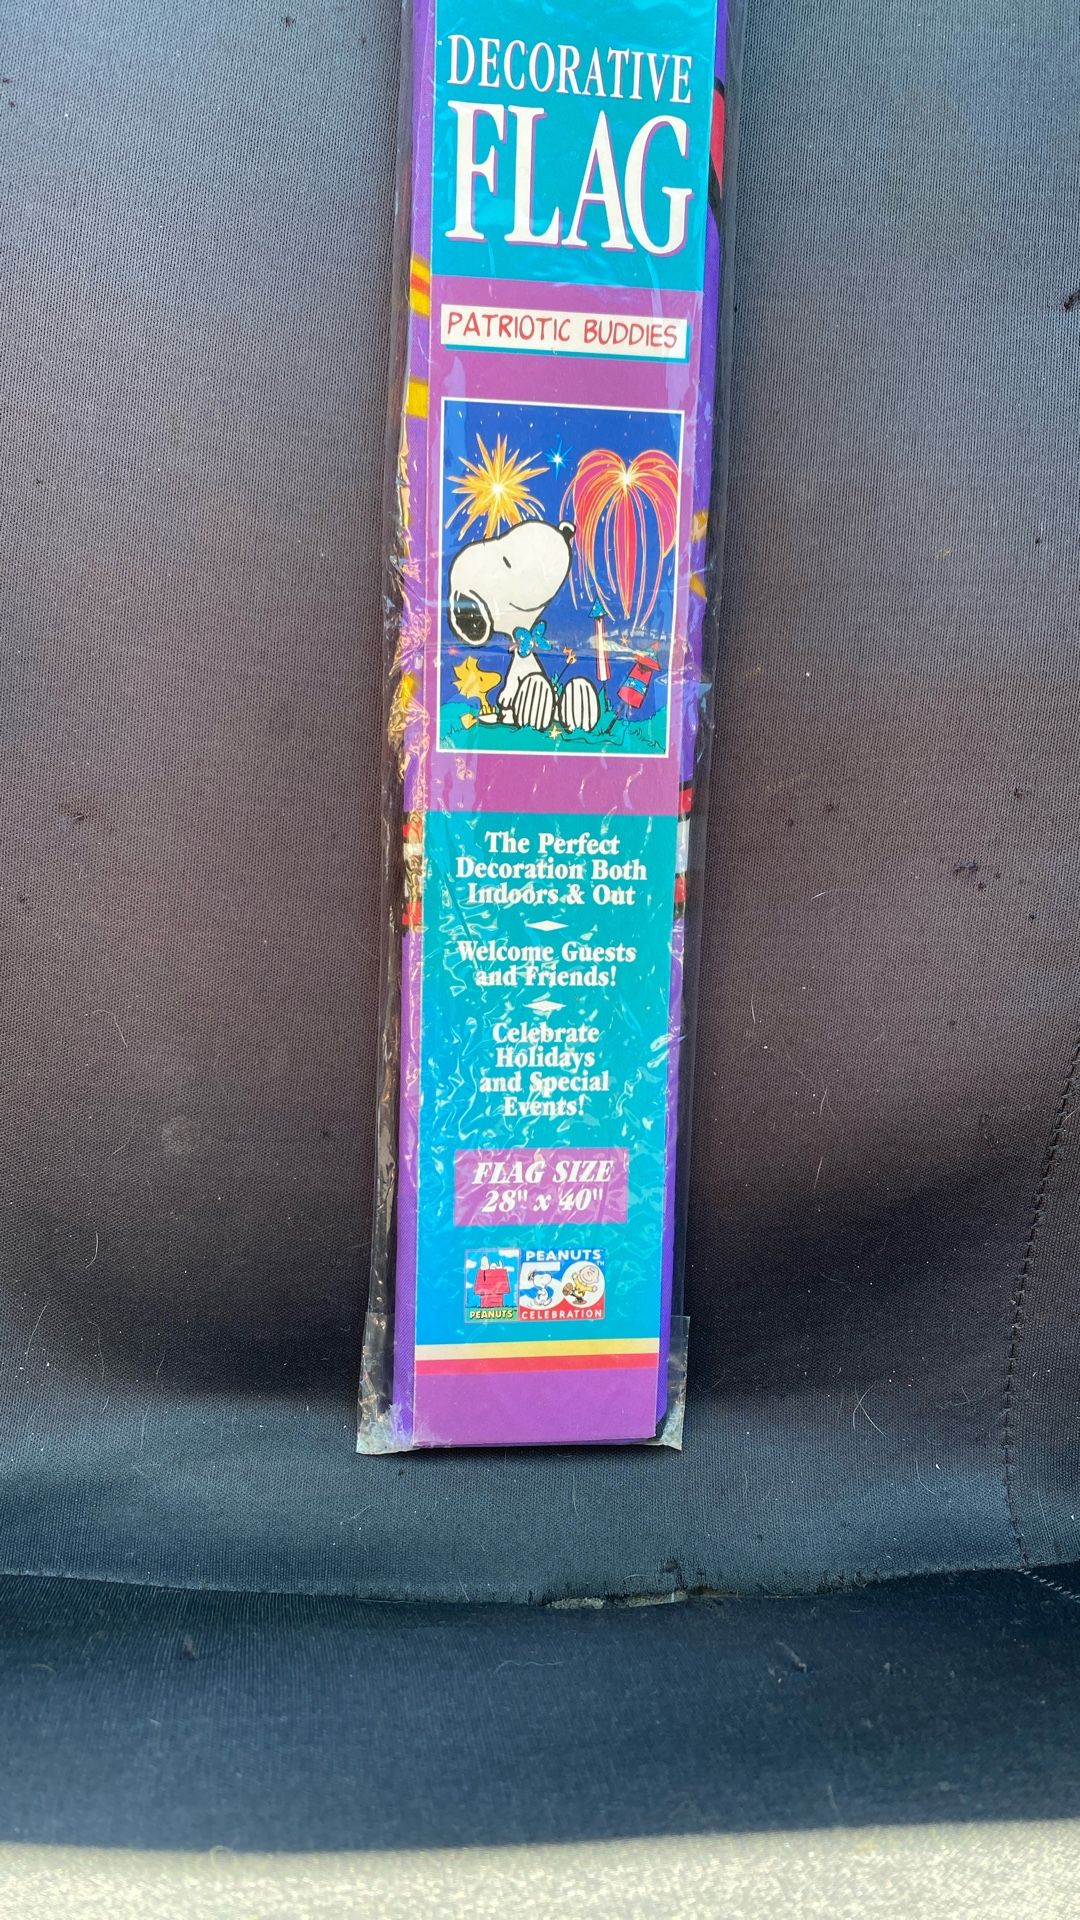 DECORATIVE
FLAG
PATRIOTIC BUDDIES
The Perfect
Decoration Both
Indoors & Out
Welcome Guests
and Friends!
Celebrate
Holidays
and Special
Events!
FLAG SIZE
28" x 40"
PEANUTS
50™
PEANUTS
CELEBRATION